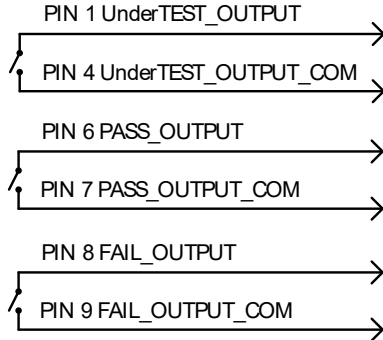 PIN 1 UnderTEST_OUTPUT
PIN 4 UnderTEST_OUTPUT_COM
PIN 6 PASS_OUTPUT
PIN 7 PASS_OUTPUT_COM
PIN 8 FAIL_OUTPUT
PIN 9 FAIL_OUTPUT_COM